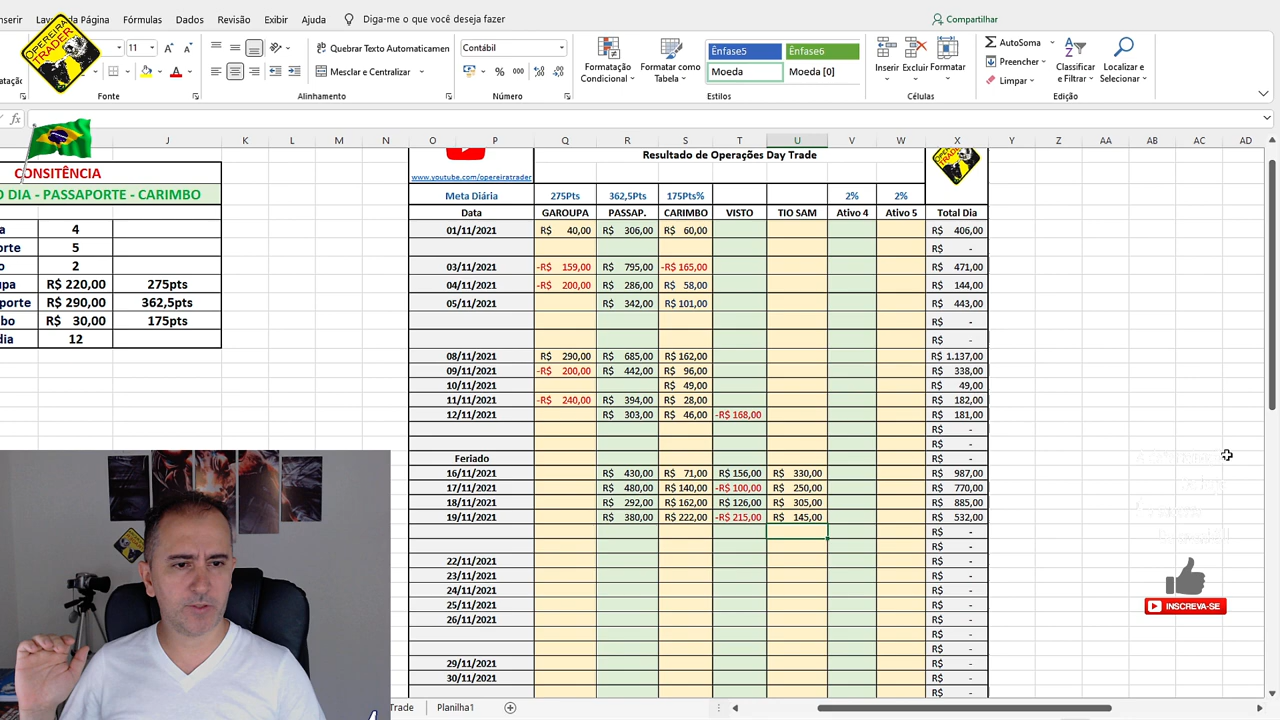 nserir
Lay
da Página
Fórmulas
Dados
Revisão
Exibir
Ajuda
Diga-me o que você deseja fazer
Compartilhar
OPEREIRA
TRADER
11
A
A
Quebrar Texto Automaticamen
Contábil
Mesclar e Centralizar
%
000
Formatação
Condicional
Formatar como
Tabela
Ênfase5
Ênfase6
Moeda
Moeda [0]
Inserir
Excluir
Formatar
AutoSoma
Preencher
Limpar
Classificar
e Filtrar
Localizar e
Selecionar
Fonte
Alinhamento
Número
Estilos
Células
Edição
fx
J K L M N O P Q R S T U V W X Y Z AA AB AC AD
CONSITÊNCIA
O DIA - PASSAPORTE - CARIMBO
a 4
orte 5
o 2
upa R$ 220,00 275pts
porte R$ 290,00 362,5pts
bo R$ 30,00 175pts
dia 12
Resultado de Operações Day Trade
www.youtube.com/opereiratrader
Meta Diária 275Pts 362,5Pts 175Pts% 2% 2%
Data GAROUPA PASSAP. CARIMBO VISTO TIO SAM Ativo 4 Ativo 5 Total Dia
01/11/2021 R$ 40,00 R$ 306,00 R$ 60,00 R$ 406,00
R$ -
03/11/2021 -R$ 159,00 R$ 795,00 -R$ 165,00 R$ 471,00
04/11/2021 -R$ 200,00 R$ 286,00 R$ 58,00 R$ 144,00
05/11/2021 R$ 342,00 R$ 101,00 R$ 443,00
R$ -
R$ -
08/11/2021 R$ 290,00 R$ 685,00 R$ 162,00 R$ 1.137,00
09/11/2021 -R$ 200,00 R$ 442,00 R$ 96,00 R$ 338,00
10/11/2021 R$ 49,00 R$ 49,00
11/11/2021 -R$ 240,00 R$ 394,00 R$ 28,00 R$ 182,00
12/11/2021 R$ 303,00 R$ 46,00 -R$ 168,00 R$ 181,00
R$ -
R$ -
Feriado R$ -
16/11/2021 R$ 430,00 R$ 71,00 R$ 156,00 R$ 330,00 R$ 987,00
17/11/2021 R$ 480,00 R$ 140,00 -R$ 100,00 R$ 250,00 R$ 770,00
18/11/2021 R$ 292,00 R$ 162,00 R$ 126,00 R$ 305,00 R$ 885,00
19/11/2021 R$ 380,00 R$ 222,00 -R$ 215,00 R$ 145,00 R$ 532,00
R$ -
R$ -
22/11/2021 R$ -
23/11/2021 R$ -
24/11/2021 R$ -
25/11/2021 R$ -
26/11/2021 R$ -
R$ -
R$ -
29/11/2021 R$ -
30/11/2021 R$ -
R$ -
INSCREVA-SE
Trade
Planilha1